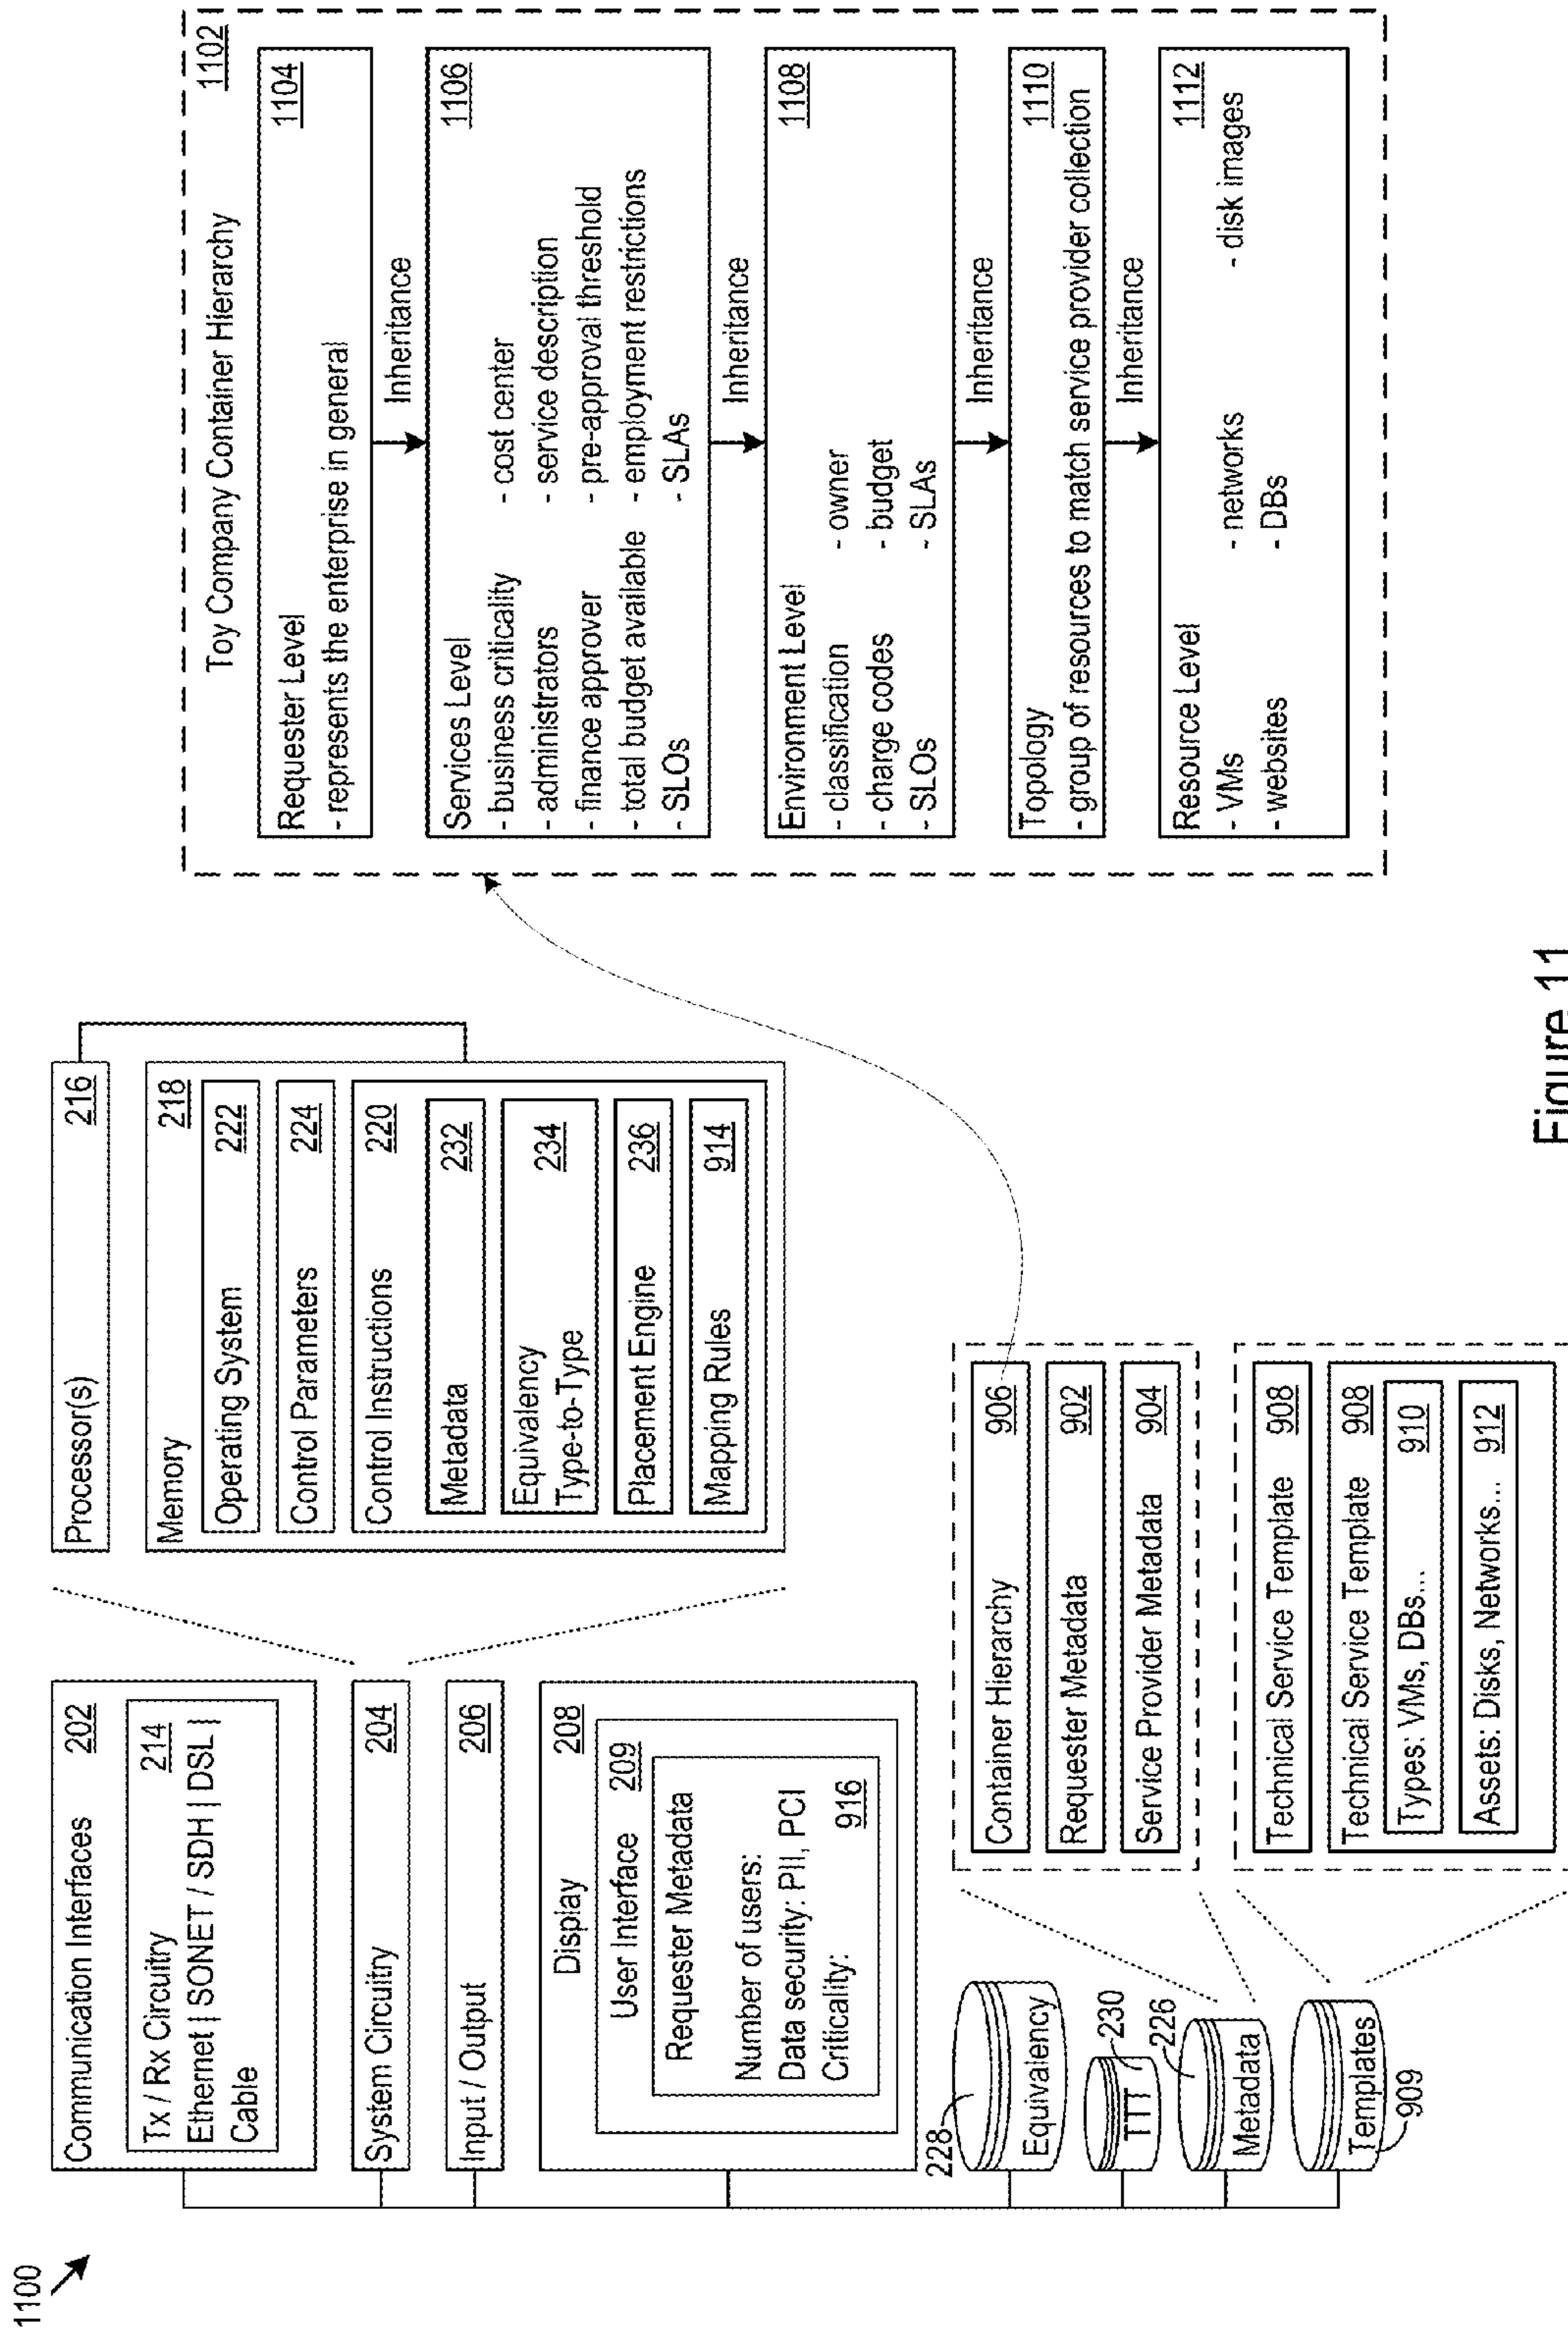 1100
Communication Interfaces 202
Tx / Rx Circuitry 214
Ethernet | SONET / SDH | DSL |
Cable
System Circuitry 204
Input / Output 206
Display 208
User Interface 209
Requester Metadata
Number of users:
Data security: PII, PCI
Criticality: 916
228
Equivalency
TTT
230
226
Metadata
Templates
909
Processor(s) 216
Memory 218
Operating System 222
Control Parameters 224
Control Instructions 220
Metadata 232
Equivalency
Type-to-Type 234
Placement Engine 236
Mapping Rules 914
Container Hierarchy 906
Requester Metadata 902
Service Provider Metadata 904
Technical Service Template 908
Technical Service Template 908
Types: VMs, DBs... 910
Assets: Disks, Networks... 912
Toy Company Container Hierarchy 1102
Requester Level 1104
- represents the enterprise in general
Inheritance
Services Level 1106
- business criticality - cost center
- administrators - service description
- finance approver - pre-approval threshold
- total budget available - employment restrictions
- SLOs - SLAs
Inheritance
Environment Level 1108
- classification - owner
- charge codes - budget
- SLOs - SLAs
Inheritance
Topology 1110
- group of resources to match service provider collection
Inheritance
Resource Level 1112
- VMs - networks - disk images
- websites - DBs
Figure 11